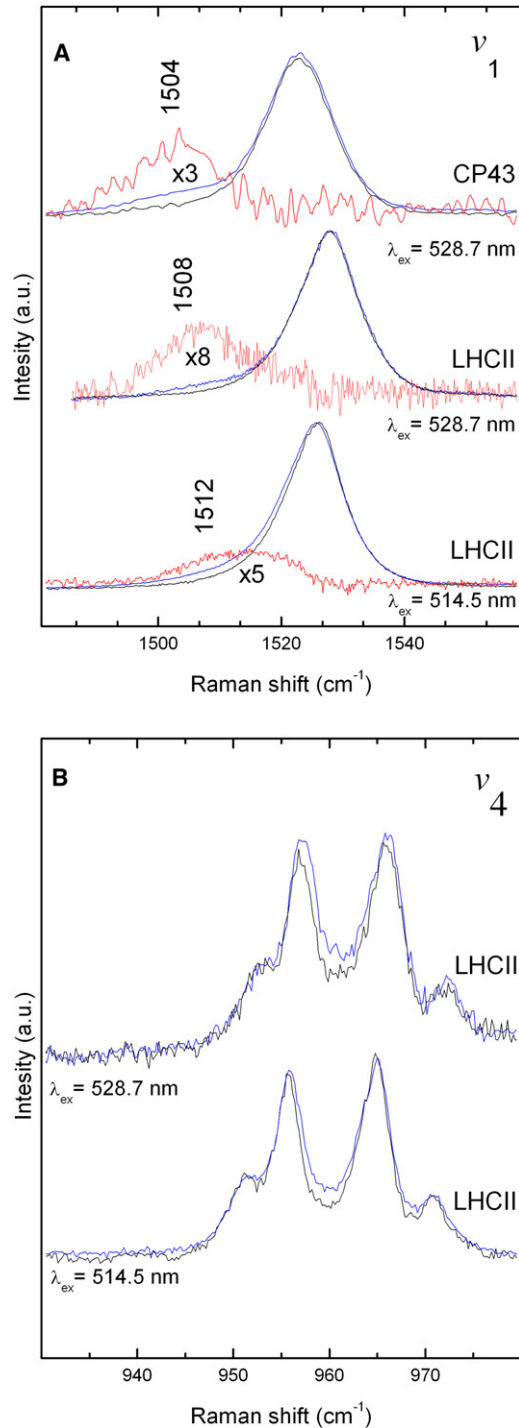 A
ν1
1504
x3
CP43
λex= 528.7 nm
1508
x8
LHCII
λex= 528.7 nm
1512
x5
LHCII
λex= 514.5 nm
Intesity (a.u.)
1500 1520 1540
Raman shift (cm-1)
B
ν4
LHCII
λex= 528.7 nm
LHCII
λex= 514.5 nm
Intesity (a.u.)
940 950 960 970
Raman shift (cm-1)